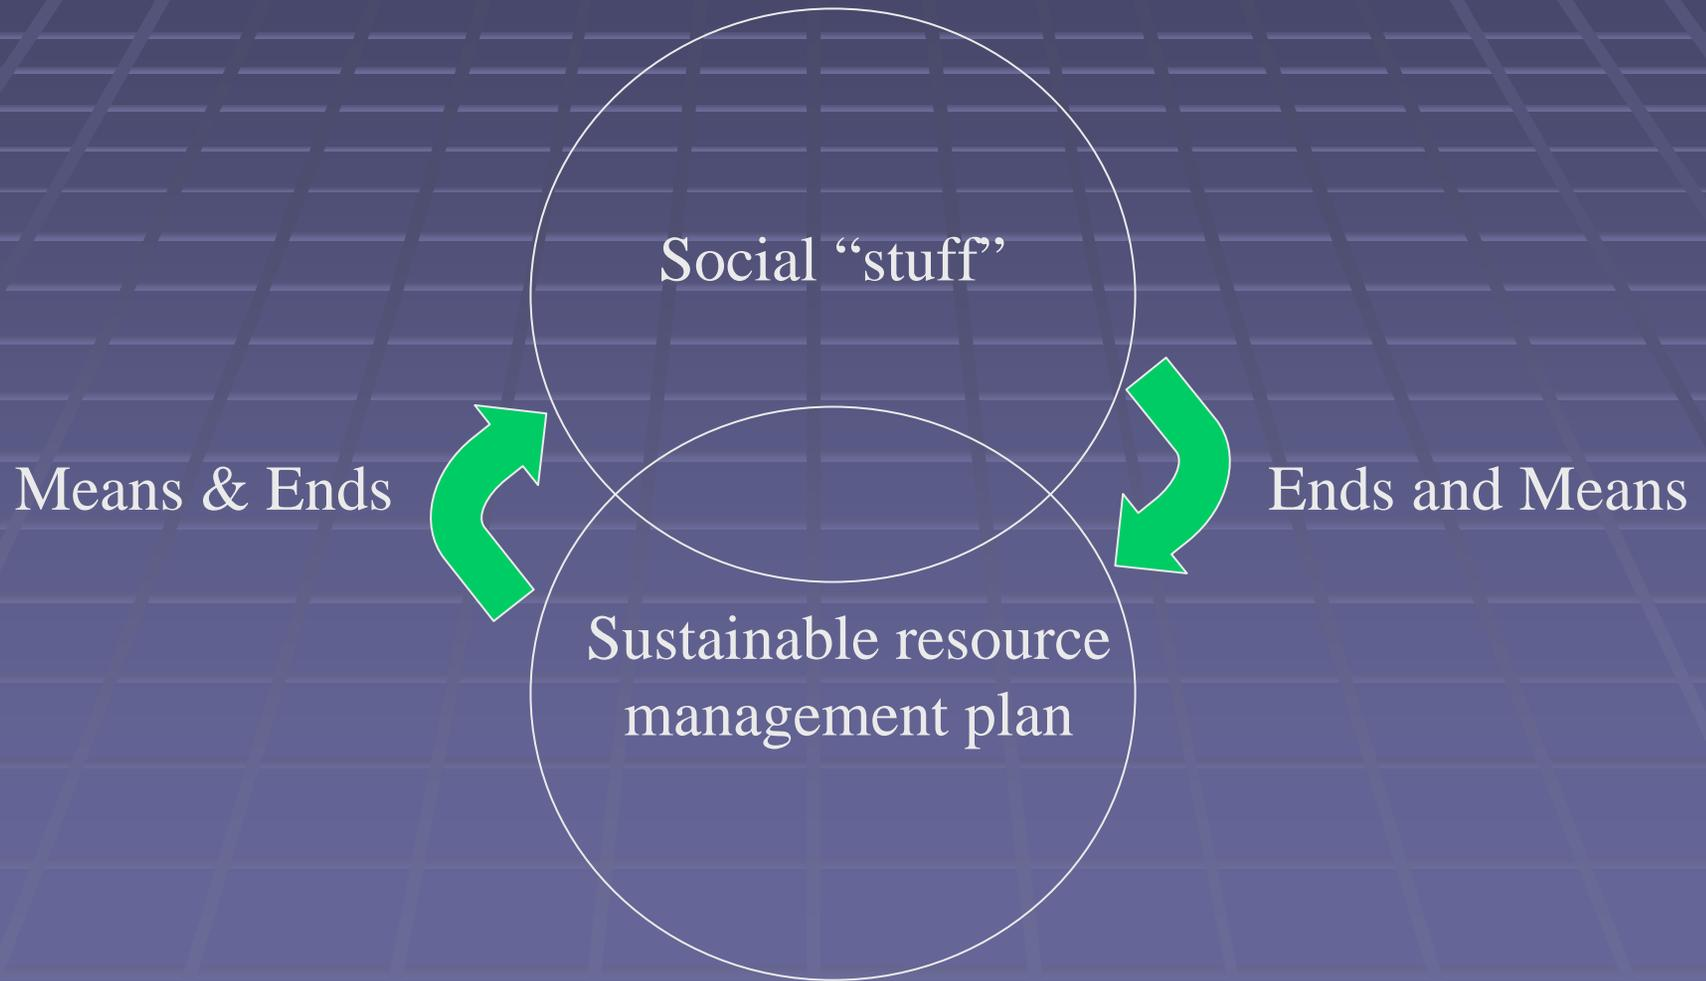 Social “stuff”
Means & Ends
Ends and Means
Sustainable resource
management plan